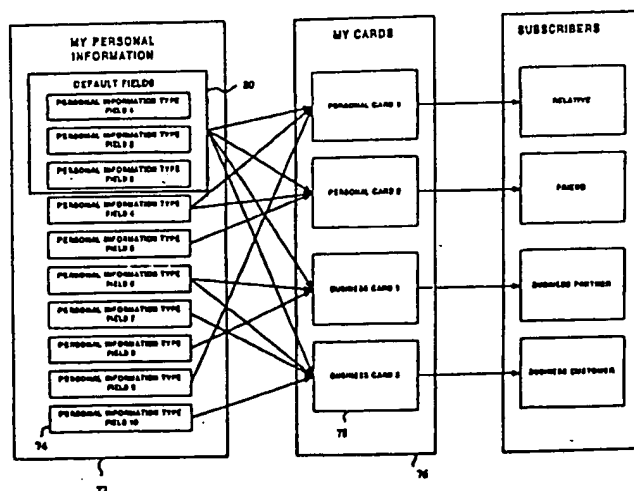 MY PERSONAL
INFORMATION
DEFAULT FIELDS
80
PERSONAL INFORMATION TYPE
FIELD 1
PERSONAL INFORMATION TYPE
FIELD 2
PERSONAL INFORMATION TYPE
FIELD 3
PERSONAL INFORMATION TYPE
FIELD 4
PERSONAL INFORMATION TYPE
FIELD 5
PERSONAL INFORMATION TYPE
FIELD 6
PERSONAL INFORMATION TYPE
FIELD 7
PERSONAL INFORMATION TYPE
FIELD 8
PERSONAL INFORMATION TYPE
FIELD 9
PERSONAL INFORMATION TYPE
FIELD 10
74
MY CARDS
PERSONAL CARD 1
PERSONAL CARD 2
BUSINESS CARD 1
BUSINESS CARD 2
78
76
SUBSCRIBERS
RELATIVE
FRIEND
BUSINESS PARTNER
BUSINESS CUSTOMER